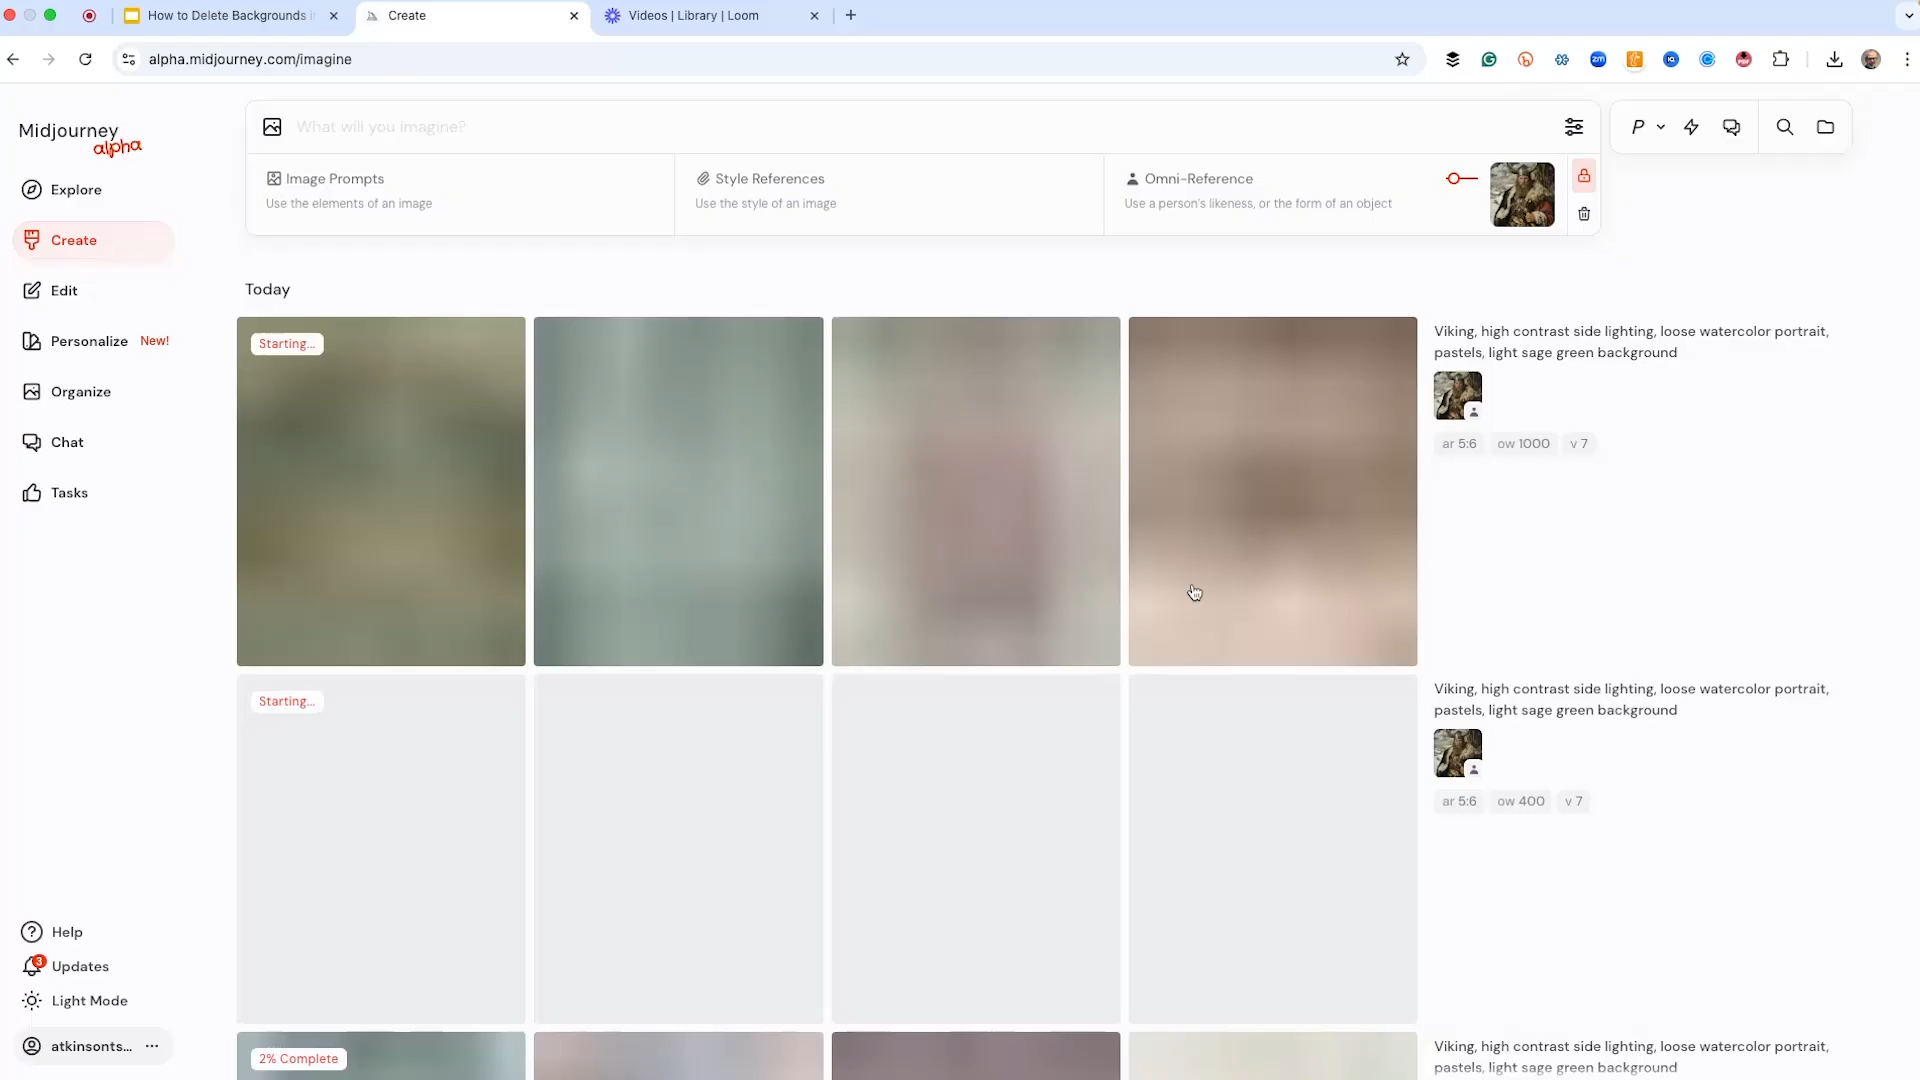 How to Delete Backgrounds i
Create
Videos | Library | Loom
alpha.midjourney.com/imagine
Midjourney
alpha
What will you imagine?
Image Prompts
Use the elements of an image
Style References
Use the style of an image
Omni-Reference
Use a person's likeness, or the form of an object
P
Explore
Create
Edit
Personalize New!
Organize
Chat
Tasks
Today
Starting...
Viking, high contrast side lighting, loose watercolor portrait,
pastels, light sage green background
ar 5:6 ow 1000 v 7
Starting...
Viking, high contrast side lighting, loose watercolor portrait,
pastels, light sage green background
ar 5:6 ow 400 v 7
2% Complete
Viking, high contrast side lighting, loose watercolor portrait,
pastels, light sage green background
Help
3
Updates
Light Mode
atkinsonts...